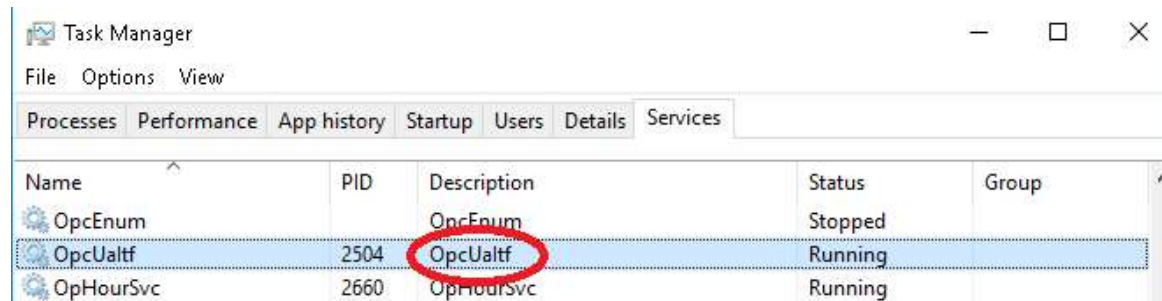 Task Manager
File Options View
Processes Performance App history Startup Users Details Services
Name PID Description Status Group
OpcEnum OpcEnum Stopped
OpcUaltf 2504 OpcUaltf Running
OpHourSvc 2660 OpHourSvc Running